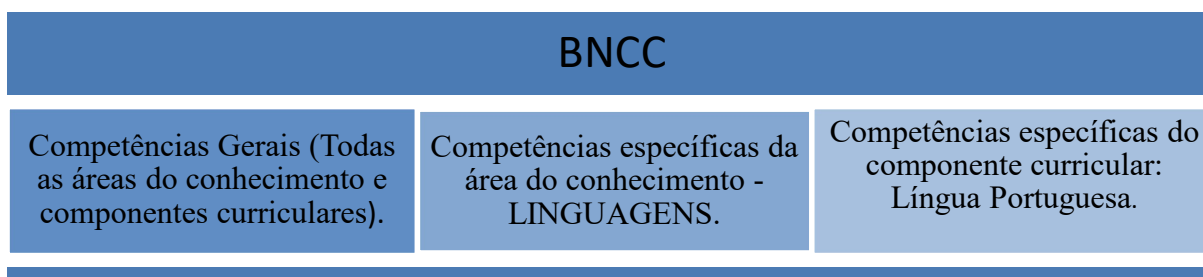 BNCC
Competências Gerais (Todas
as áreas do conhecimento e
componentes curriculares).
Competências específicas da
área do conhecimento -
LINGUAGENS.
Competências específicas do
componente curricular:
Língua Portuguesa.